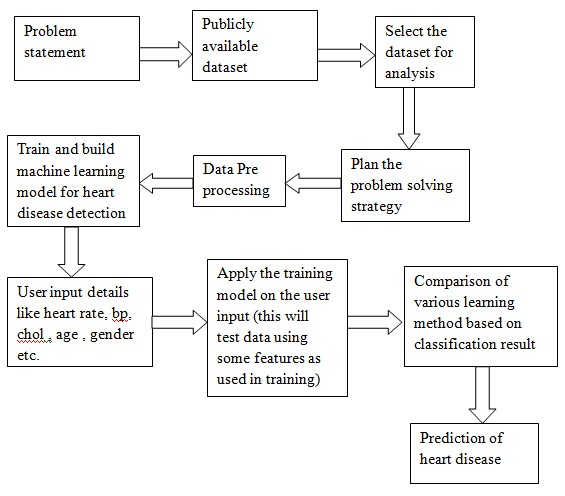 Problem
statement
Publicly
available
dataset
Select the
dataset for
analysis
Plan the
problem solving
strategy
Data Pre
processing
Train and build
machine learning
model for heart
disease detection
User input details
like heart rate, bp,
chol , age , gender
etc.
Apply the training
model on the user
input (this will
test data using
some features as
used in training)
Comparison of
various learning
method based on
classification result
Prediction of
heart disease